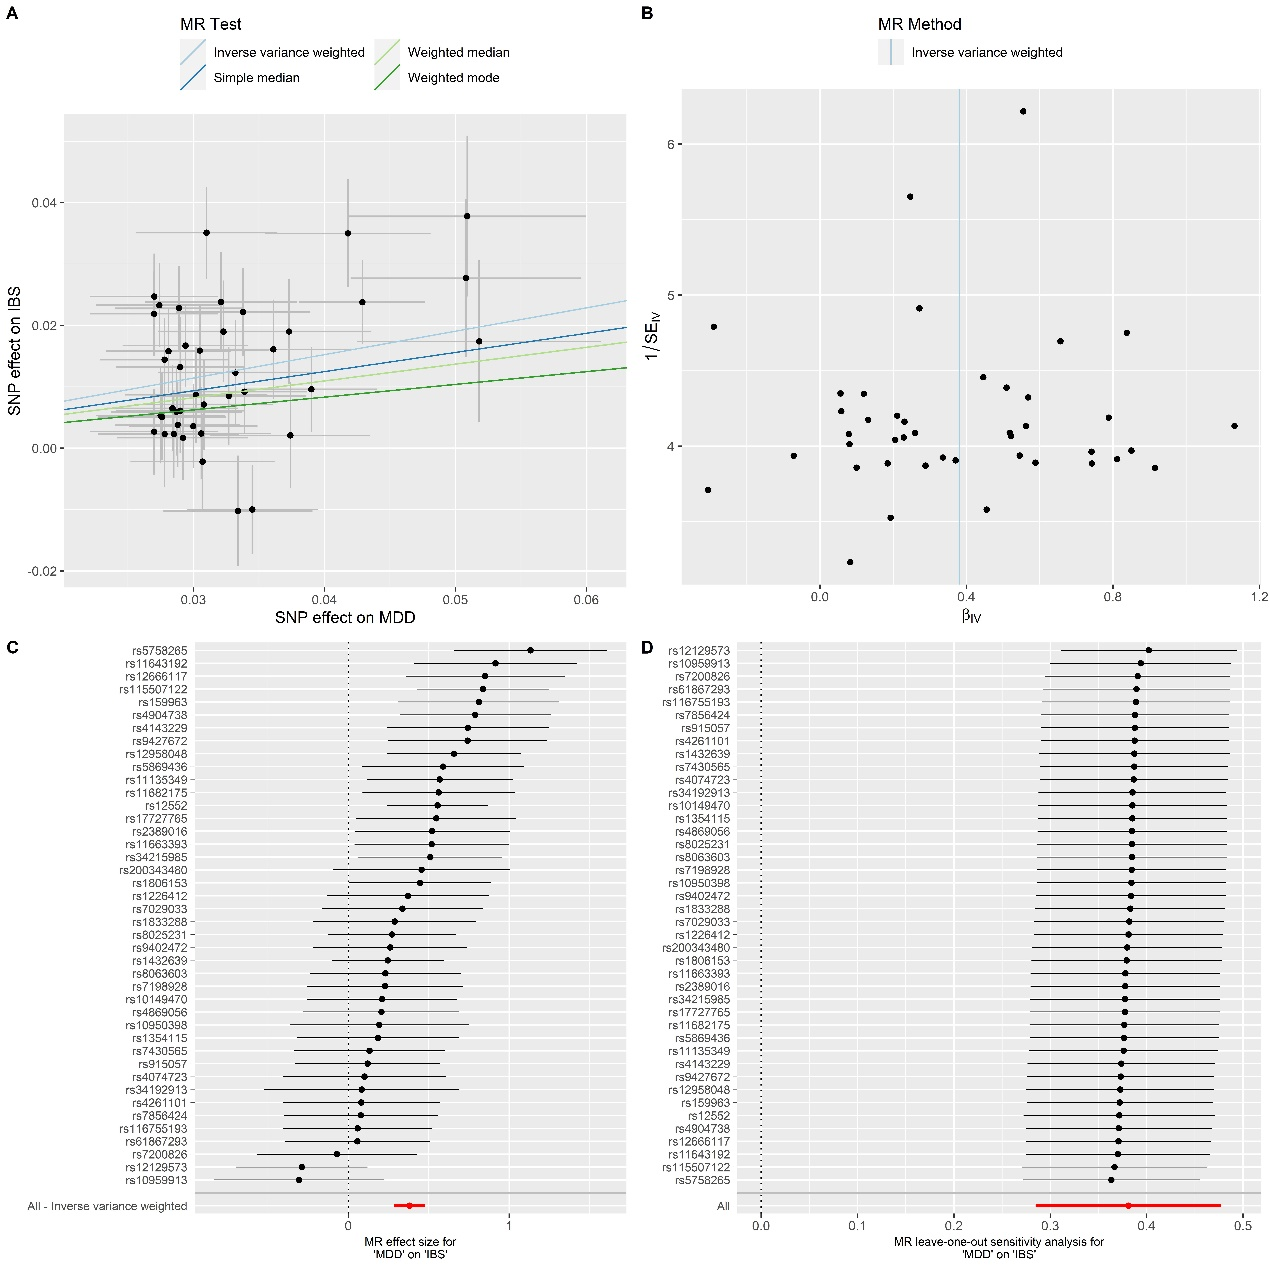 A
MR Test
Inverse variance weighted
Weighted median
Simple median
Weighted mode
SNP effect on IBS
0.04
0.02
0.00
-0.02
0.03
0.04
0.05
0.06
SNP effect on MDD
B
MR Method
Inverse variance weighted
1/SEIV
6
5
4
0.0
0.4
0.8
1.2
βIV
C
rs5758265
rs11643192
rs12666117
rs115507122
rs159963
rs4904738
rs4143229
rs9427672
rs12958048
rs5869436
rs11135349
rs11682175
rs12552
rs17727765
rs2389016
rs11663393
rs34215985
rs200343480
rs1806153
rs1226412
rs7029033
rs1833288
rs8025231
rs9402472
rs1432639
rs8063603
rs7198928
rs10149470
rs4869056
rs10950398
rs1354115
rs7430565
rs915057
rs4074723
rs34192913
rs4261101
rs7856424
rs116755193
rs61867293
rs7200826
rs12129573
rs10959913
All - Inverse variance weighted
0
1
MR effect size for
'MDD' on 'IBS'
D
rs12129573
rs10959913
rs7200826
rs61867293
rs116755193
rs7856424
rs915057
rs4261101
rs1432639
rs7430565
rs4074723
rs34192913
rs10149470
rs1354115
rs4869056
rs8025231
rs8063603
rs7198928
rs10950398
rs9402472
rs1833288
rs7029033
rs1226412
rs200343480
rs1806153
rs11663393
rs2389016
rs34215985
rs17727765
rs11682175
rs5869436
rs11135349
rs4143229
rs9427672
rs12958048
rs159963
rs12552
rs4904738
rs12666117
rs11643192
rs115507122
rs5758265
All
0.0
0.1
0.2
0.3
0.4
0.5
MR leave-one-out sensitivity analysis for
'MDD' on 'IBS'